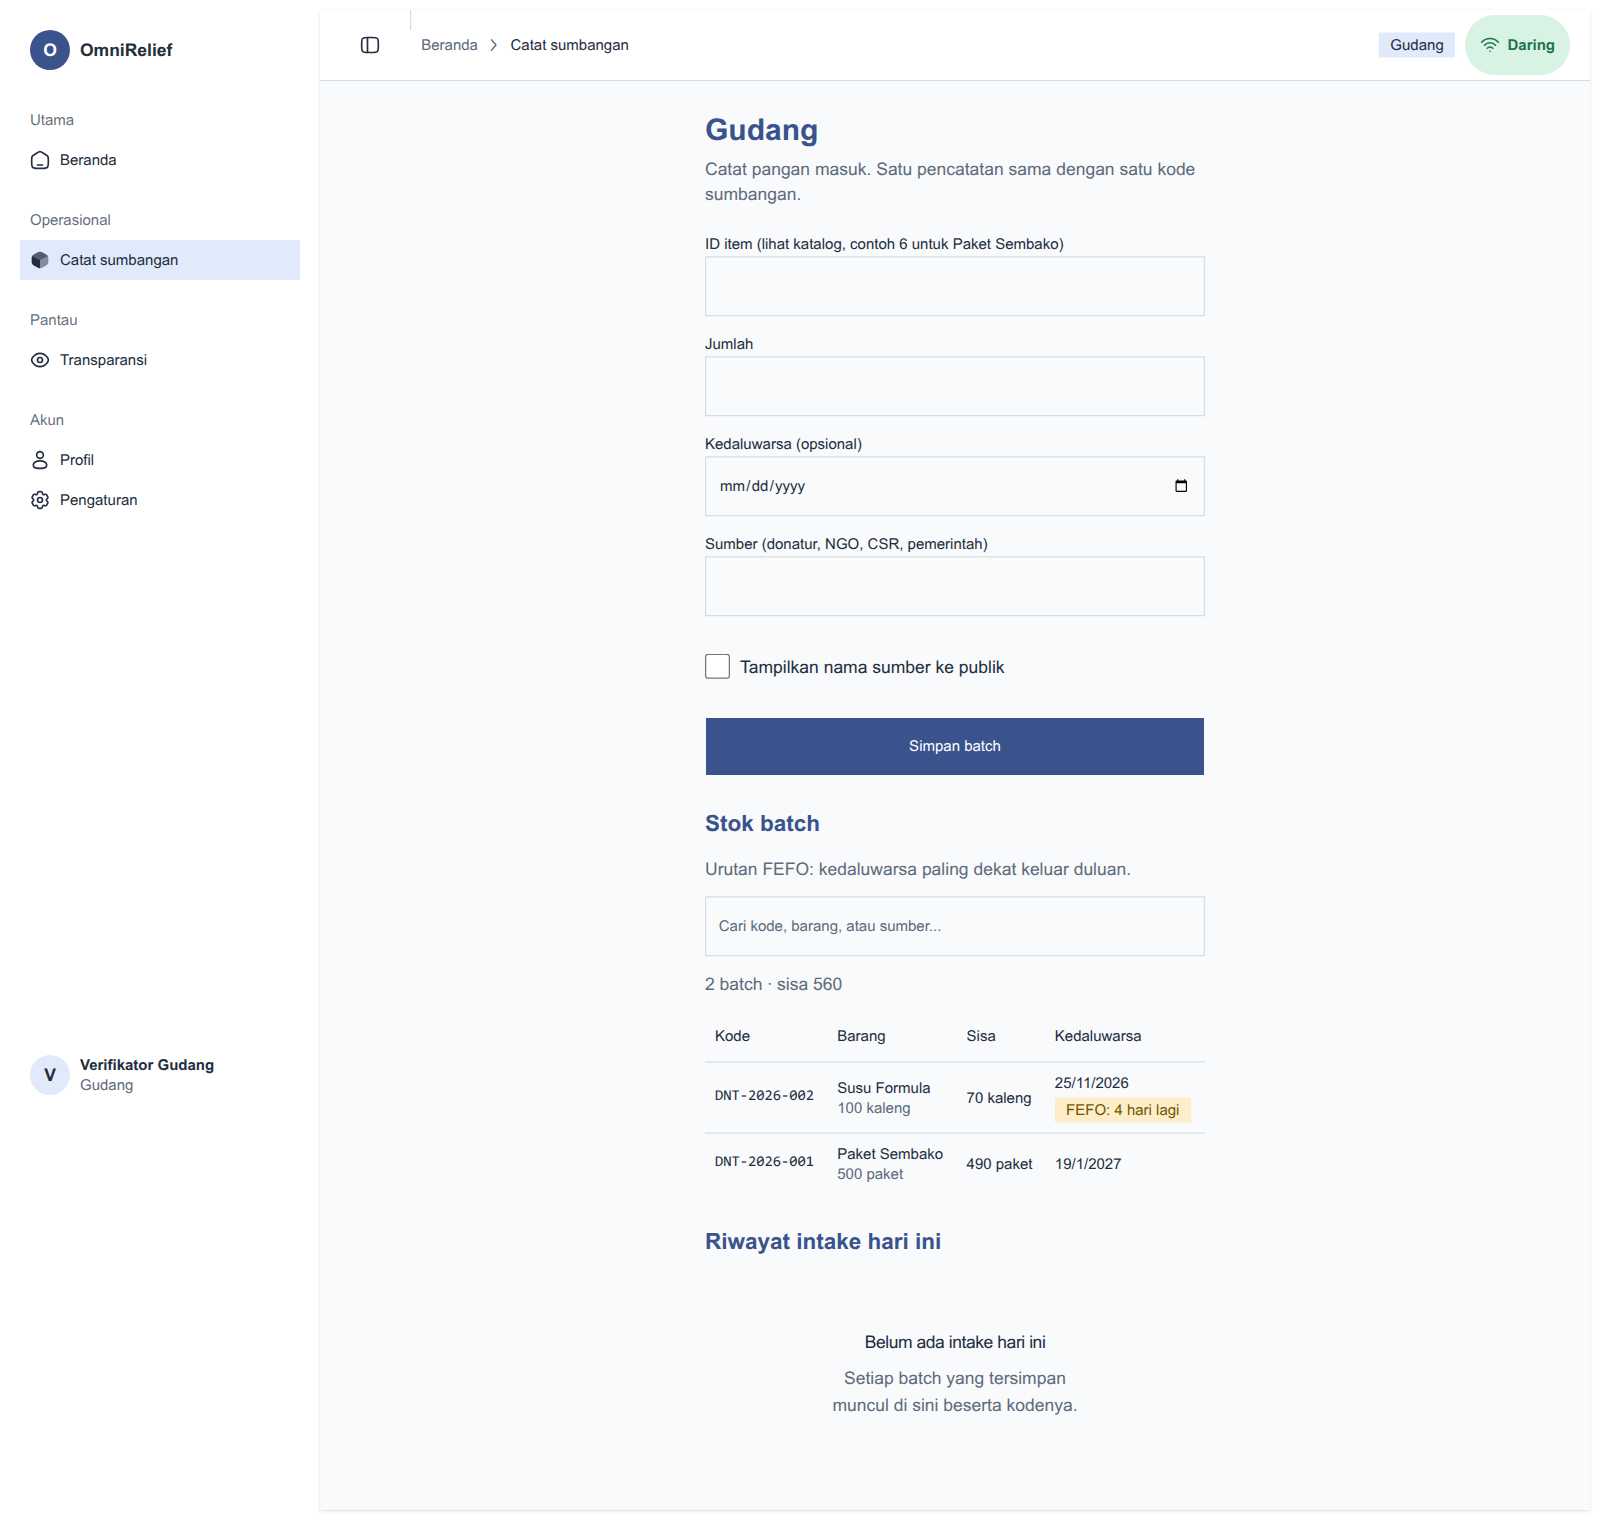 O OmniRelief
Utama
Beranda
Operasional
Catat sumbangan
Pantau
Transparansi
Akun
Profil
Pengaturan
V
Verifikator Gudang
Gudang
Beranda > Catat sumbangan
Gudang
Daring
Gudang
Catat pangan masuk. Satu pencatatan sama dengan satu kode
sumbangan.
ID item (lihat katalog, contoh 6 untuk Paket Sembako)
Jumlah
Kedaluwarsa (opsional)
mm/dd/yyyy
Sumber (donatur, NGO, CSR, pemerintah)
Tampilkan nama sumber ke publik
Simpan batch
Stok batch
Urutan FEFO: kedaluwarsa paling dekat keluar duluan.
Cari kode, barang, atau sumber...
2 batch · sisa 560
Kode Barang Sisa Kedaluwarsa
DNT-2026-002
Susu Formula
100 kaleng
70 kaleng
25/11/2026
FEFO: 4 hari lagi
DNT-2026-001
Paket Sembako
500 paket
490 paket
19/1/2027
Riwayat intake hari ini
Belum ada intake hari ini
Setiap batch yang tersimpan
muncul di sini beserta kodenya.